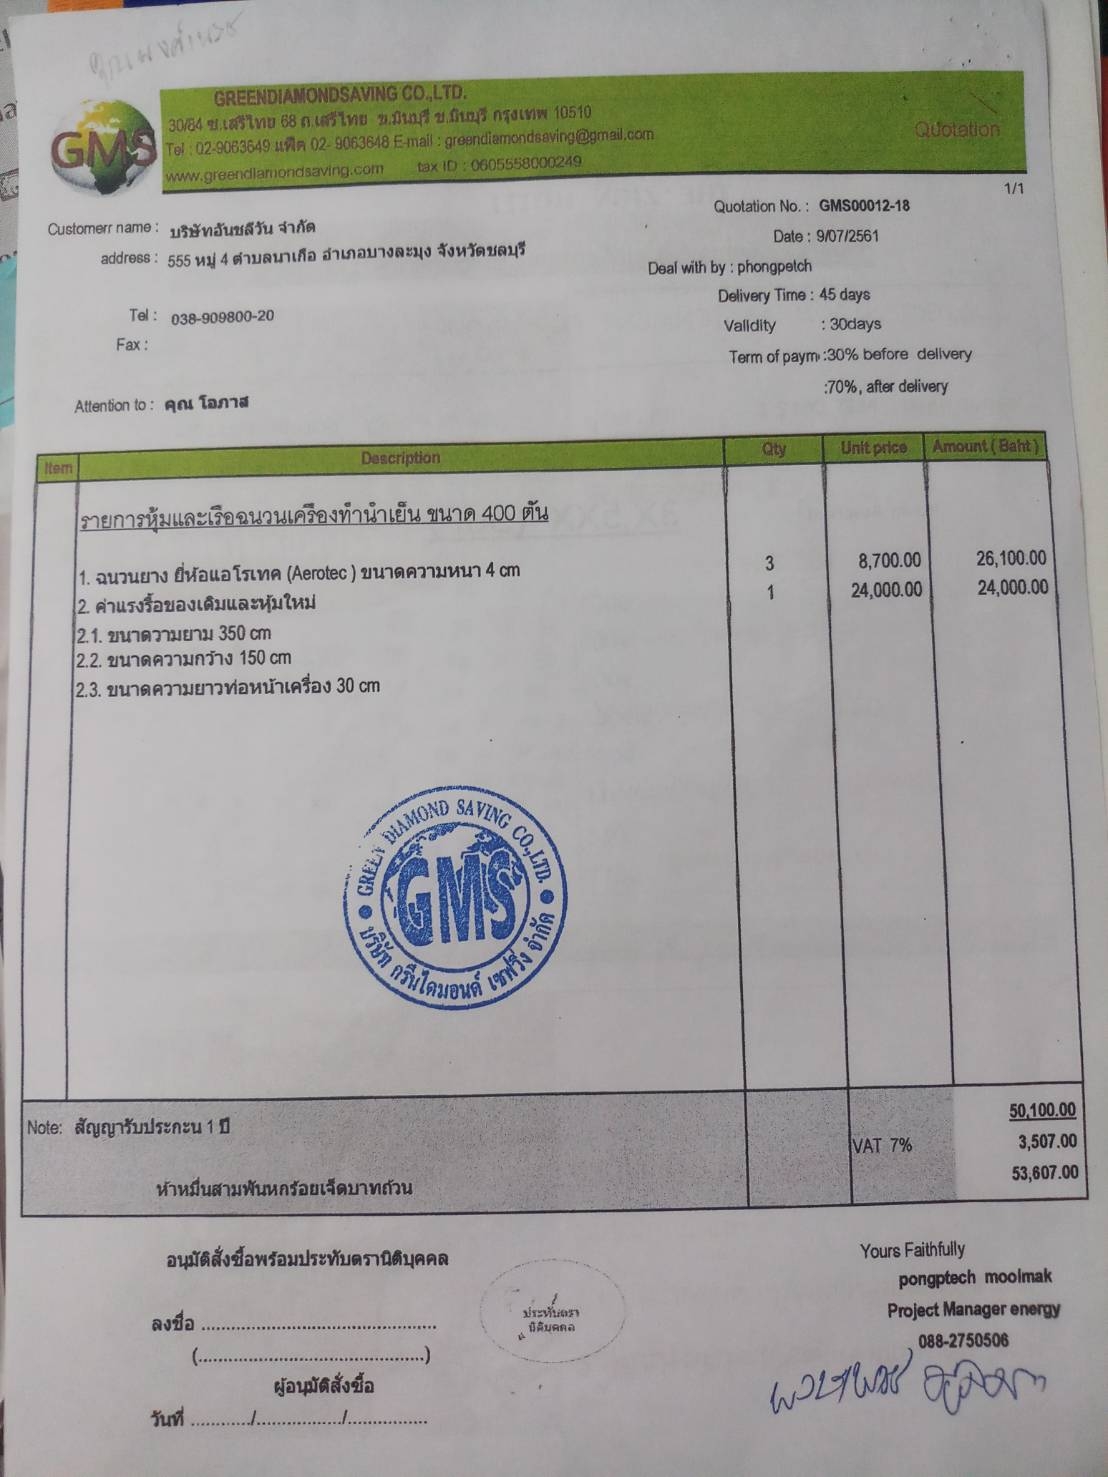 GREENDIAMONDSAVING CO.,LTD.
30/64 ซ.เสรีไทย 68 ถ.เสรีไทย ข.มีนบุรี ข.มีนบุรี กรุงเทพ 10510
Tel : 02-9063649 แฟ็ค 02- 9063648 E-mail : greendiamondsaving@gmail.com
www.greendiamondsaving.com tax ID : 0605558000249
GMS
Quotation
1/1
Quotation No. : GMS00012-18
Customerr name : บริษัทอันชลีวัน จำกัด
Date : 9/07/2561
address : 555 หมู่ 4 ตำบลนาเกลือ อำเภอบางละมุง จังหวัดชลบุรี
Deal with by : phongpetch
Delivery Time : 45 days
Tel : 038-909800-20
Validity : 30days
Fax :
Term of paym :30% before delivery
:70%, after delivery
Attention to : คุณ โอภาส
Item Description Qty Unit price Amount ( Baht )
รายการหุ้มและเรือฉนวนเครื่องทำน้ำเย็น ขนาด 400 ตัน
1. ฉนวนยาง ยี่ห้อแอโรเทค (Aerotec ) ขนาดความหนา 4 cm 3 8,700.00 26,100.00
2. ค่าแรงรื้อของเดิมและหุ้มใหม่ 1 24,000.00 24,000.00
2.1. ขนาดวามยาม 350 cm
2.2. ขนาดความกว้าง 150 cm
2.3. ขนาดความยาวท่อหน้าเครื่อง 30 cm
GREEN DIAMOND SAVING CO.,LTD.
GMS
บริษัท กรีนไดมอนด์ เซฟวิ่ง จำกัด
50,100.00
Note: สัญญารับประกะน 1 ปี
VAT 7% 3,507.00
53,607.00
ห้าหมื่นสามพันหกร้อยเจ็ดบาทถ้วน
อนุมัติสั่งซื้อพร้อมประทับตรานิติบุคคล
Yours Faithfully
pongptech moolmak
ประทับตรา
นิติบุคคล
Project Manager energy
ลงชื่อ ................................................
088-2750506
(...............................................)
ผู้อนุมัติสั่งซื้อ
วันที่ ............./................./.................